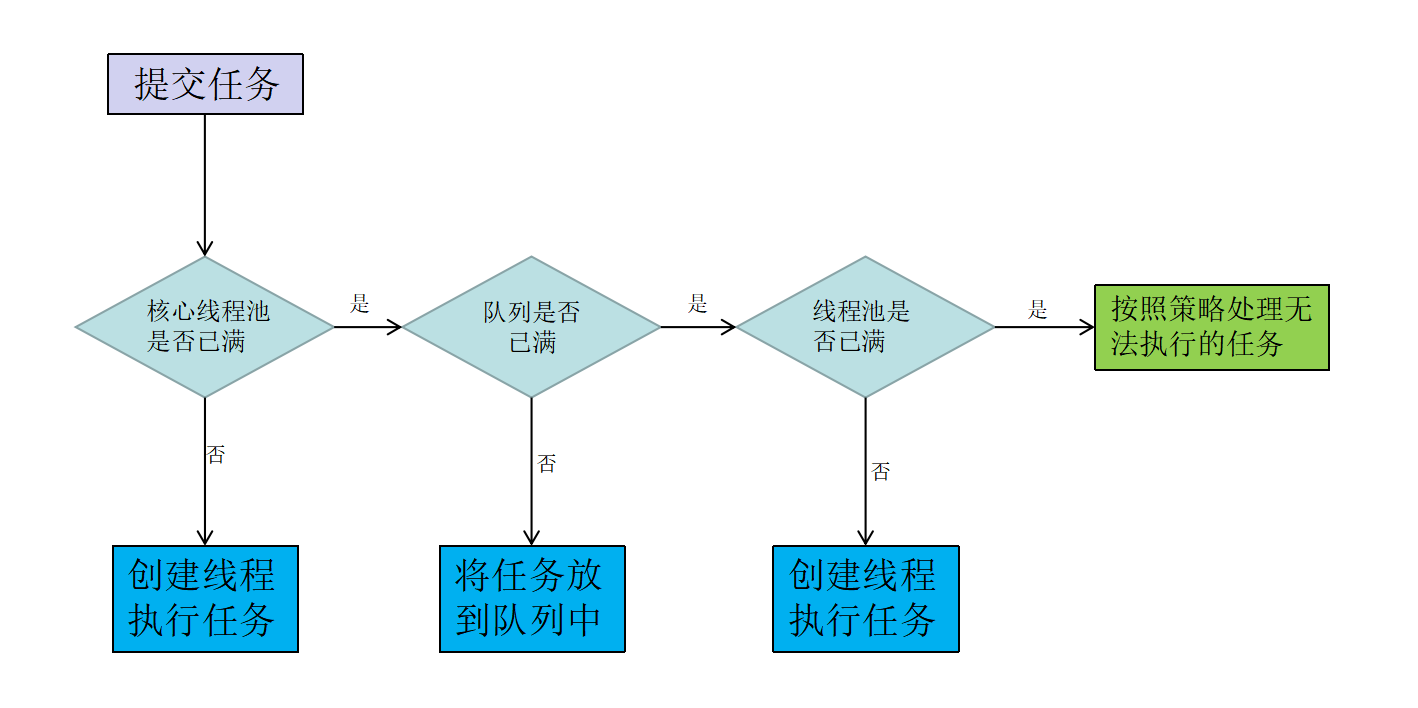 提交任务
核心线程池
是否已满
是
队列是否
已满
是
线程池是
否已满
是
按照策略处理无
法执行的任务
否
否
否
创建线程
执行任务
将任务放
到队列中
创建线程
执行任务